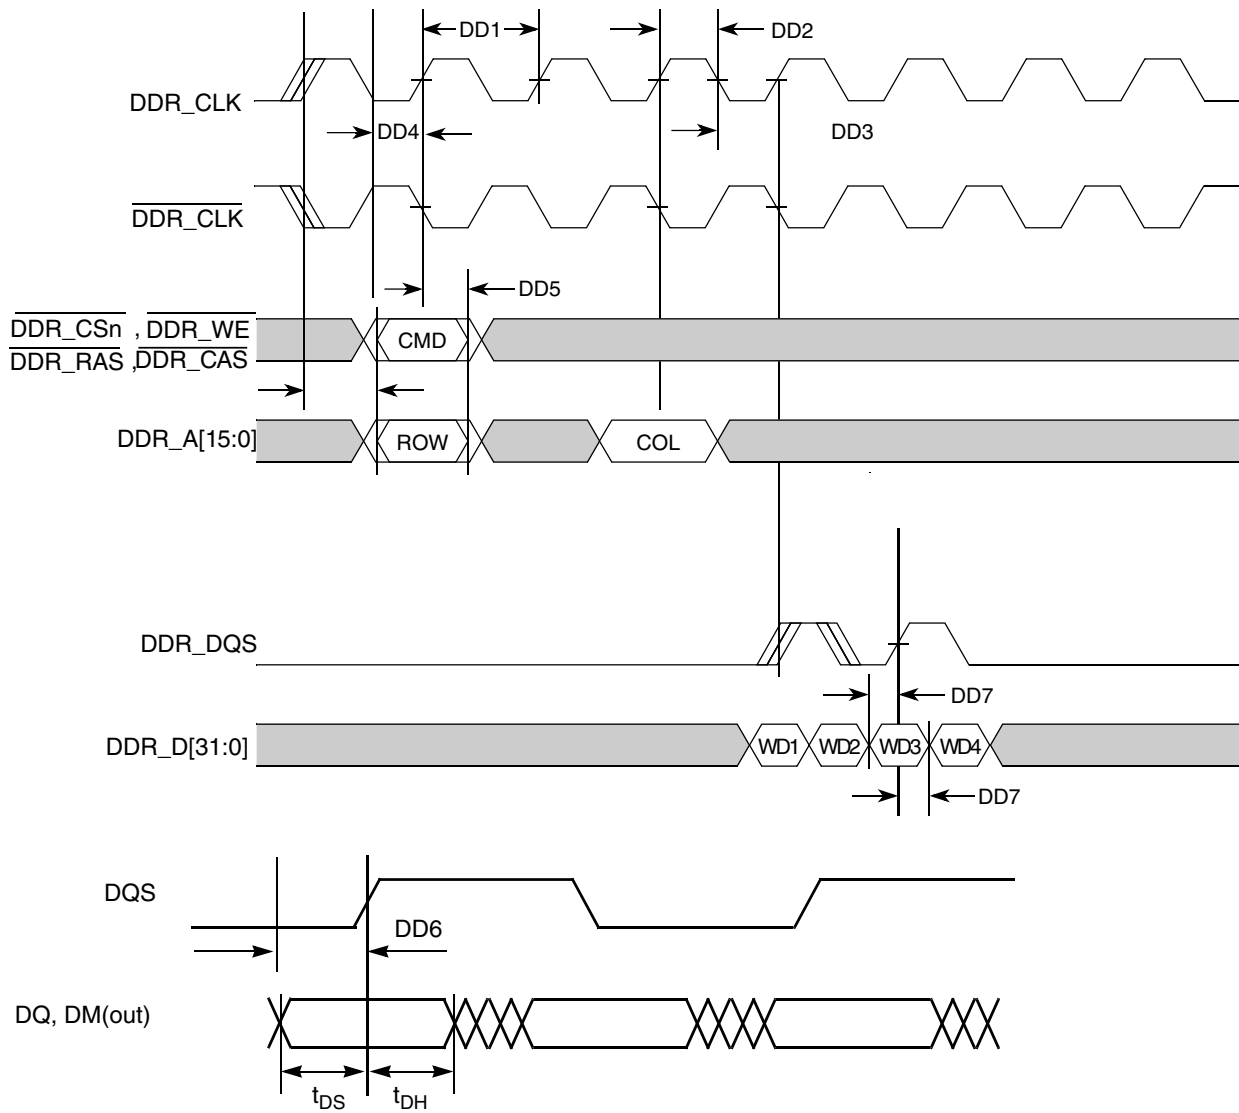 DD1
DD2
DDR_CLK
DD4
DD3
DDR_CLK
DD5
DDR_CSn , DDR_WE
CMD
DDR_RAS ,DDR_CAS
DDR_A[15:0]
ROW
COL
DDR_DQS
DD7
DDR_D[31:0]
WD1
WD2
WD3
WD4
DD7
DQS
DD6
DQ, DM(out)
tDS
tDH